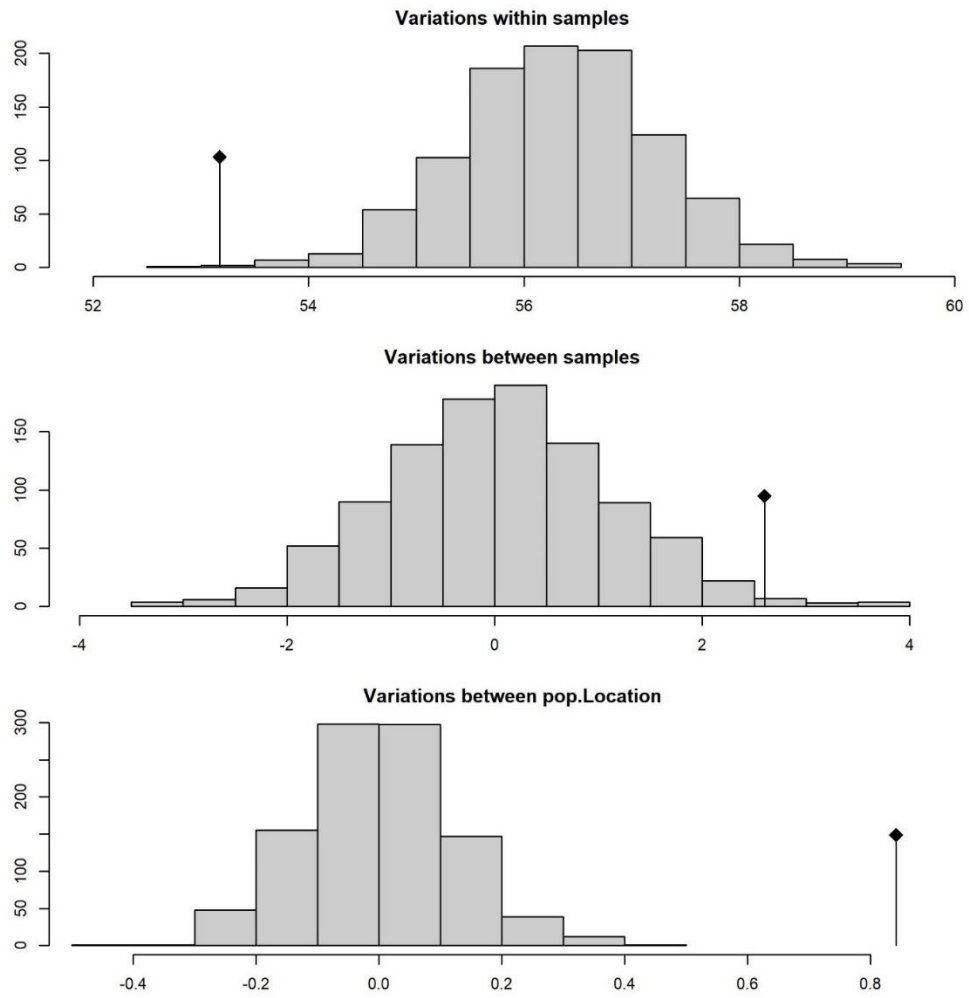 Variations within samples
200
150
100
50
0
52 54 56 58 60
Variations between samples
150
100
50
0
-4 -2 0 2 4
Variations between pop.Location
300
200
100
50
0
-0.4 -0.2 0.0 0.2 0.4 0.6 0.8